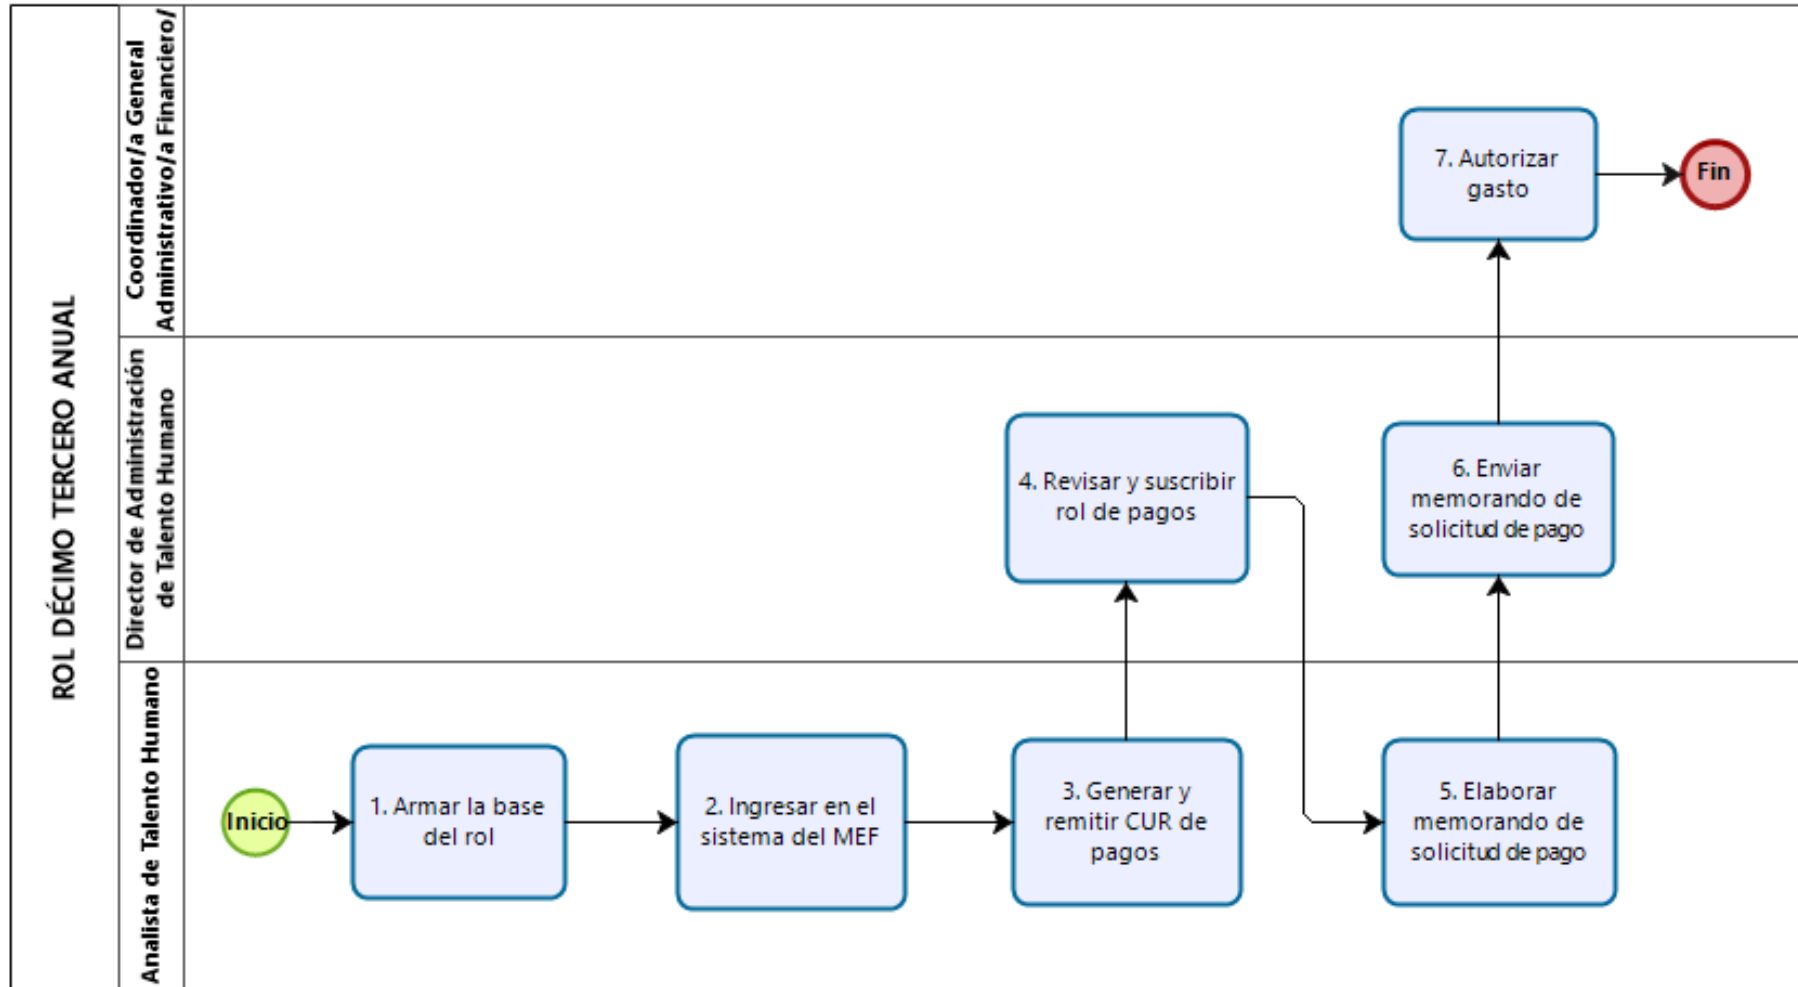 ROL DÉCIMO TERCERO ANUAL
Coordinador/a General
Administrativo/a Financiero/
7. Autorizar
gasto
Fin
Director de Administración
de Talento Humano
4. Revisar y suscribir
rol de pagos
6. Enviar
memorando de
solicitud de pago
Analista de Talento Humano
Inicio
1. Armar la base
del rol
2. Ingresar en el
sistema del MEF
3. Generar y
remitir CUR de
pagos
5. Elaborar
memorando de
solicitud de pago